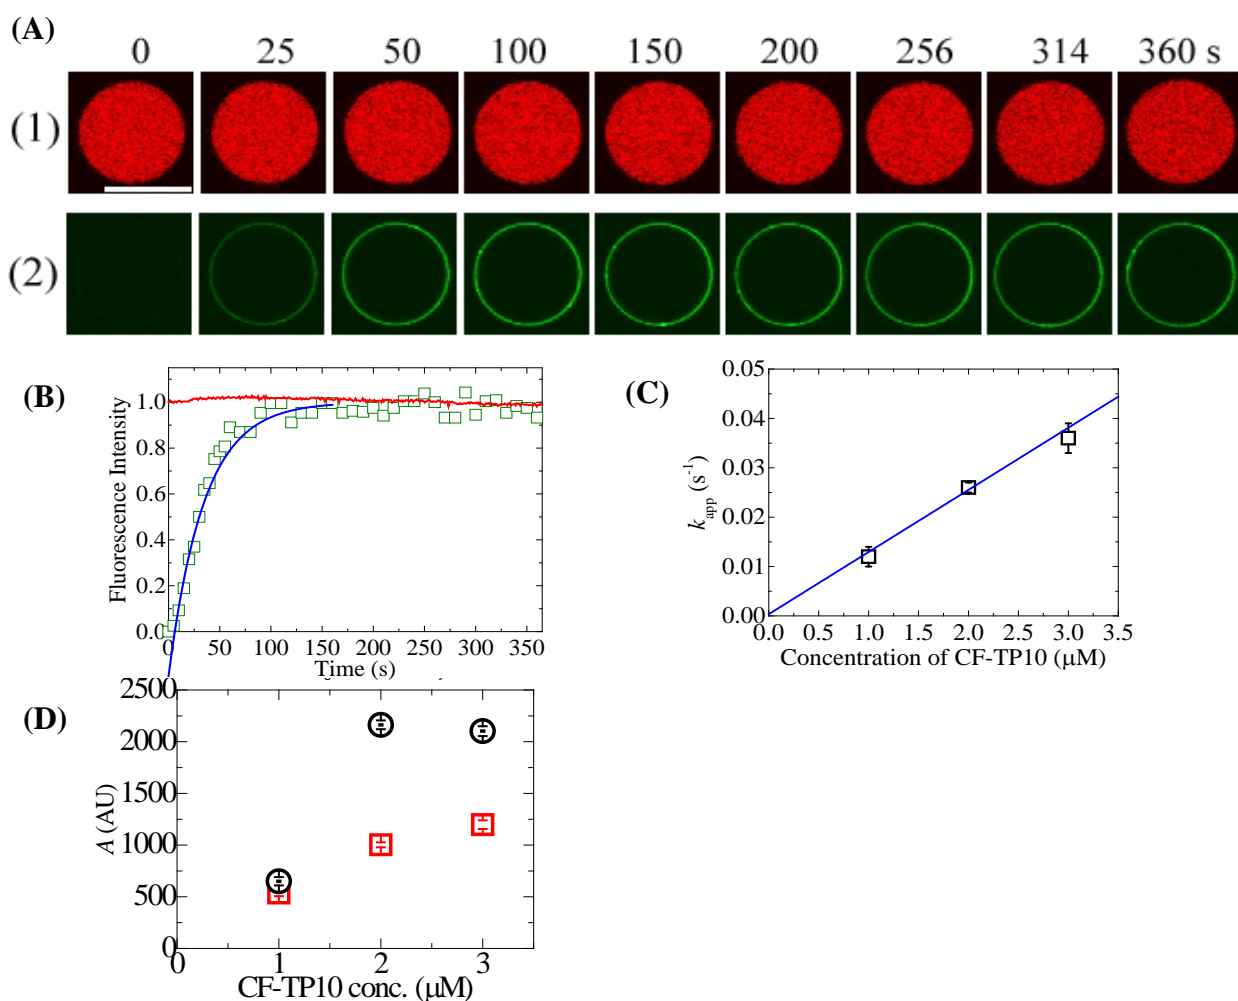 (A)
0 25 50 100 150 200 256 314 360 s
(1)
(2)
(B)
Fluorescence Intensity
1.0
0.8
0.6
0.4
0.2
0.0
0 50 100 150 200 250 300 350
Time (s)
(C)
k_app (s⁻¹)
0.05
0.04
0.03
0.02
0.01
0.00
0.0 0.5 1.0 1.5 2.0 2.5 3.0 3.5
Concentration of CF-TP10 (μM)
(D)
A (AU)
2500
2000
1500
1000
500
0
0 1 2 3
CF-TP10 conc. (μM)